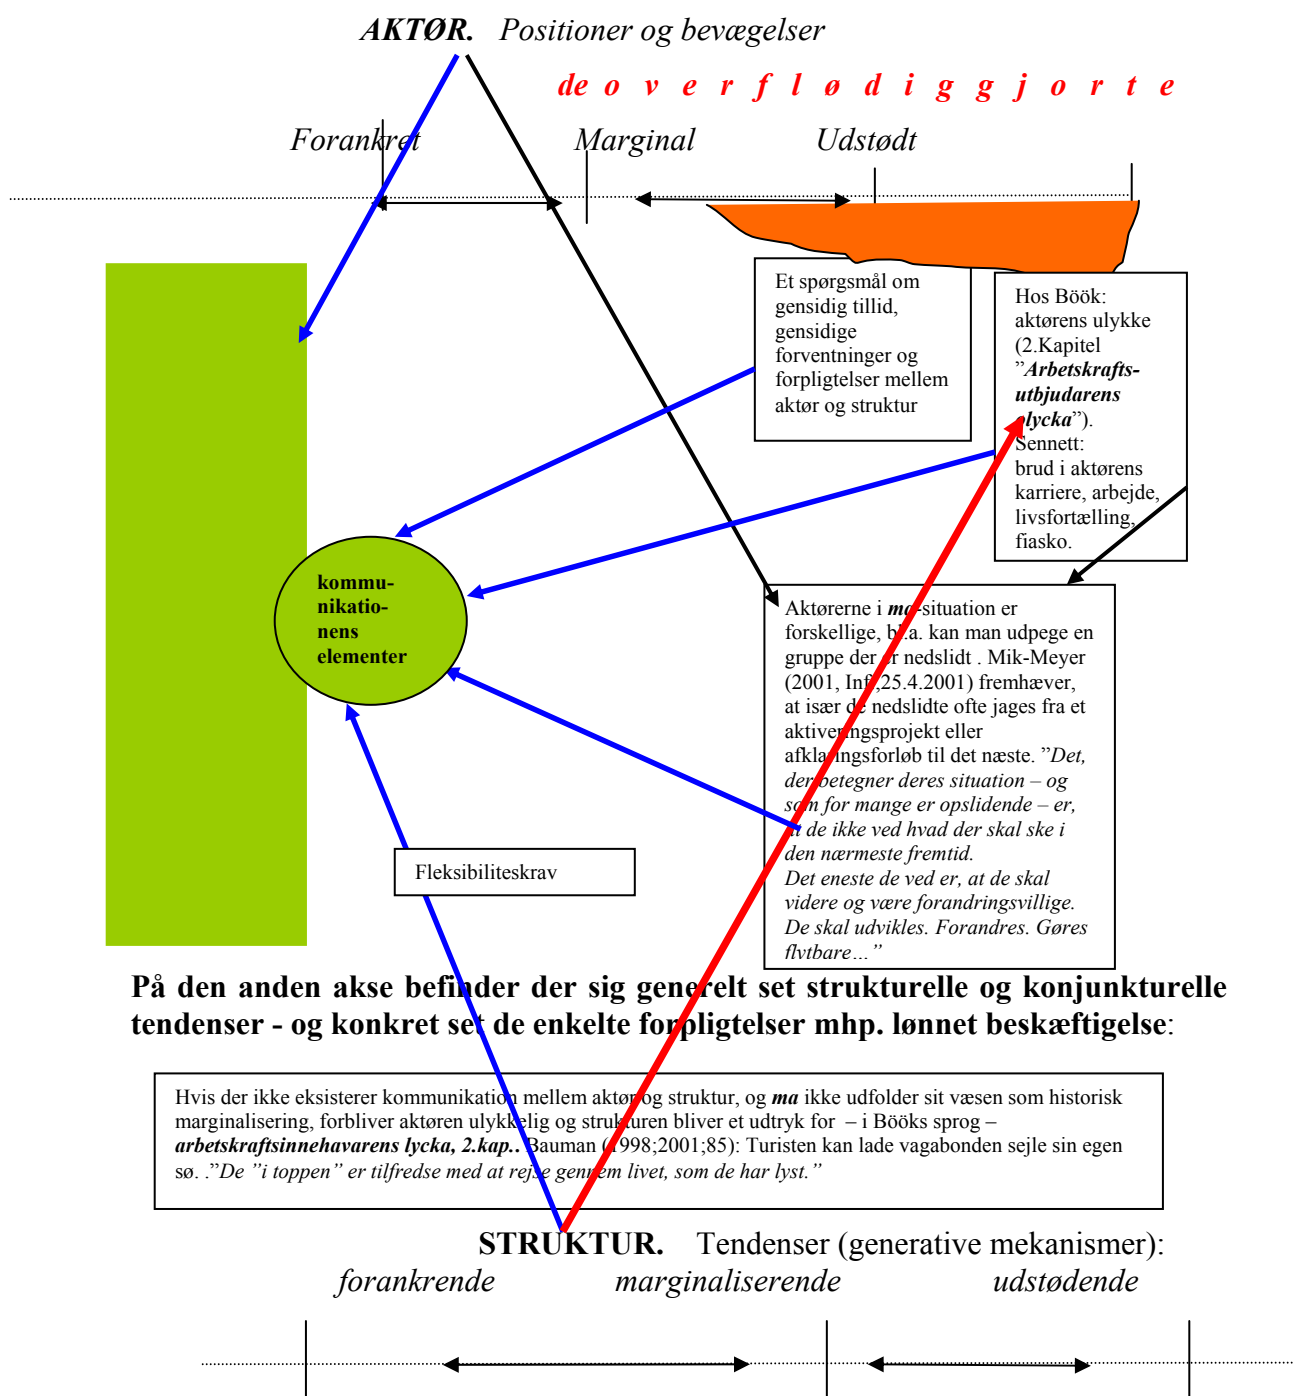 AKTØR. Positioner og bevægelser
de o v e r f l ø d i g g j o r t e
Forankret Marginal Udstødt
Et spørgsmål om
gensidig tillid,
gensidige
forventninger og
forpligtelser mellem
aktør og struktur
Hos Böök:
aktørens ulykke
(2.Kapitel
”Arbetskrafts-
utbjudarens
olycka”).
Sennett:
brud i aktørens
karriere, arbejde,
livsfortælling,
fiasko.
kommu-
nikatio-
nens
elementer
Aktørerne i ma-situation er
forskellige, bl.a. kan man udpege en
gruppe der er nedslidt . Mik-Meyer
(2001, Inf.,25.4.2001) fremhæver,
at især de nedslidte ofte jages fra et
aktiveringsprojekt eller
afklaringsforløb til det næste. ”Det,
der betegner deres situation – og
som for mange er opslidende – er,
at de ikke ved hvad der skal ske i
den nærmeste fremtid.
Det eneste de ved er, at de skal
videre og være forandringsvillige.
De skal udvikles. Forandres. Gøres
flytbare…”
Fleksibiliteskrav
På den anden akse befinder der sig generelt set strukturelle og konjunkturelle
tendenser - og konkret set de enkelte forpligtelser mhp. lønnet beskæftigelse:
Hvis der ikke eksisterer kommunikation mellem aktør og struktur, og ma ikke udfolder sit væsen som historisk
marginalisering, forbliver aktøren ulykkelig og strukturen bliver et udtryk for – i Bööks sprog –
arbetskraftsinnehavarens lycka, 2.kap.. Bauman (1998;2001;85): Turisten kan lade vagabonden sejle sin egen
sø. .”De ”i toppen” er tilfredse med at rejse gennem livet, som de har lyst.”
STRUKTUR. Tendenser (generative mekanismer):
forankrende marginaliserende udstødende